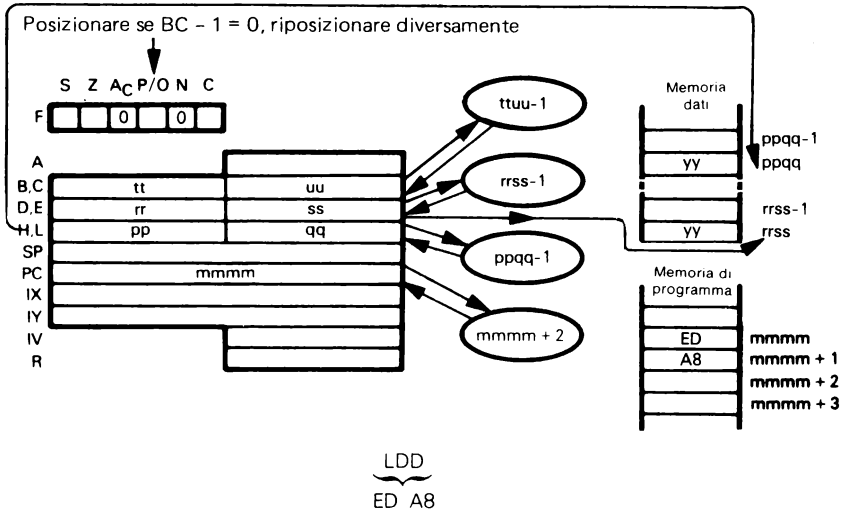 Posizionare se BC – 1 = 0, riposizionare diversamente
S Z AC P/O N C
F 0 0
A
B,C tt uu
D,E rr ss
H,L pp qq
SP
PC mmmm
IX
IY
IV
R
ttuu-1
rrss-1
ppqq-1
mmmm + 2
Memoria
dati
ppqq-1
yy ppqq
rrss-1
yy rrss
Memoria di
programma
ED mmmm
A8 mmmm + 1
mmmm + 2
mmmm + 3
LDD
ED A8